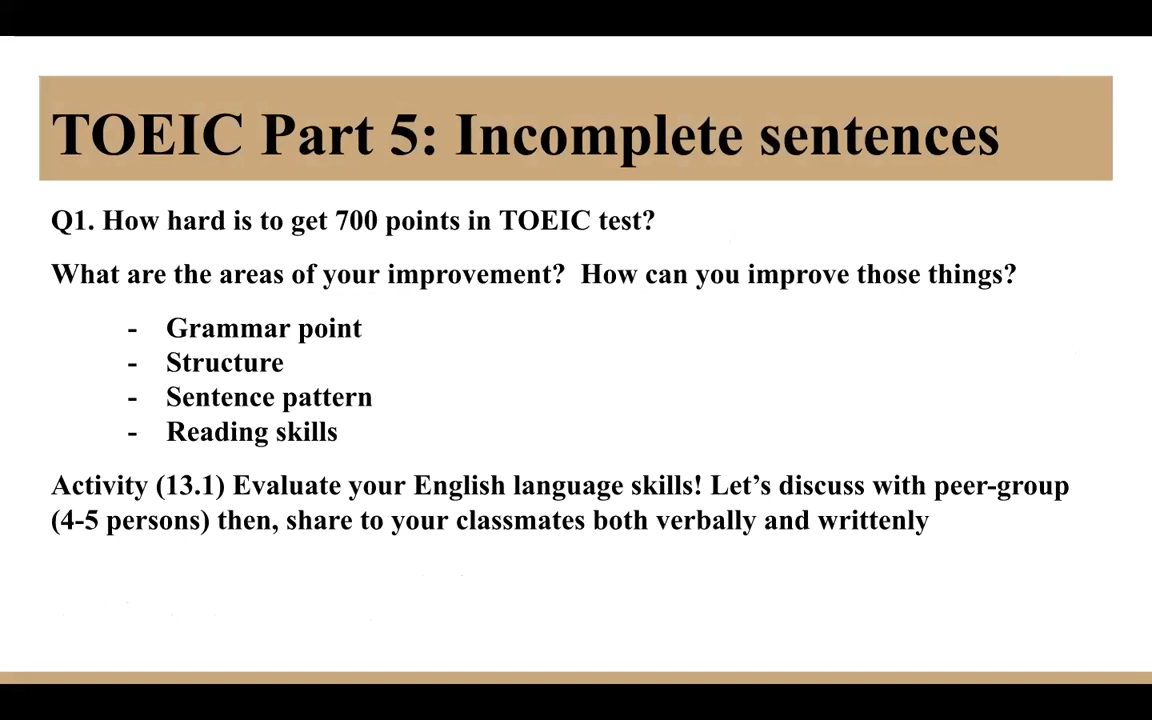 TOEIC Part 5: Incomplete sentences
Q1. How hard is to get 700 points in TOEIC test?
What are the areas of your improvement?  How can you improve those things?
- Grammar point
- Structure
- Sentence pattern
- Reading skills
Activity (13.1) Evaluate your English language skills! Let’s discuss with peer-group
(4-5 persons) then, share to your classmates both verbally and writtenly